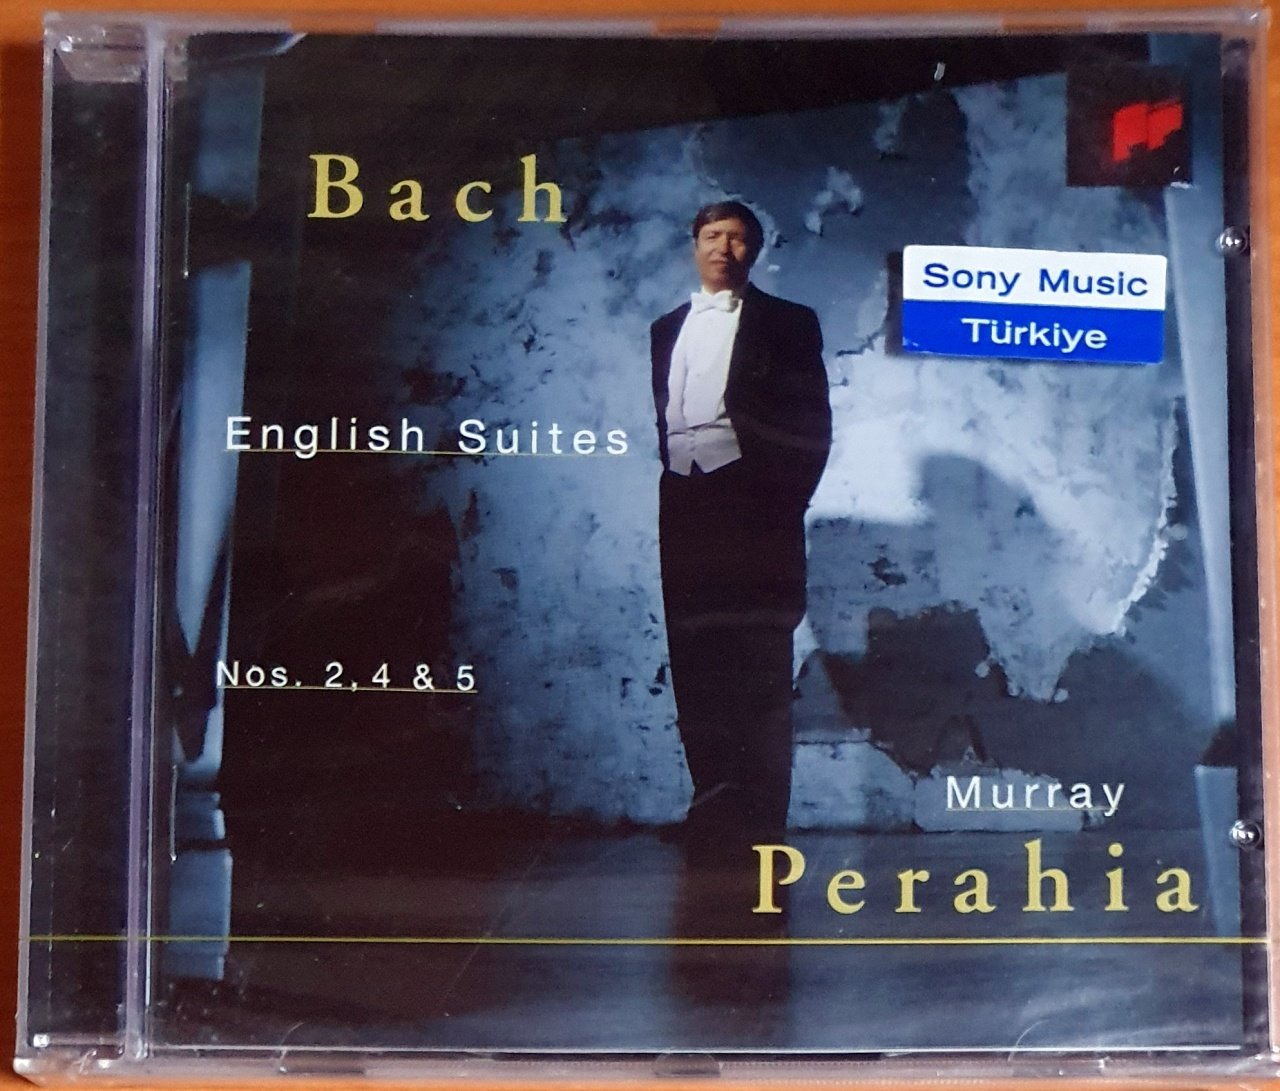 Bach
Sony Music
Türkiye
English Suites
Nos. 2, 4 & 5
Murray
Perahia